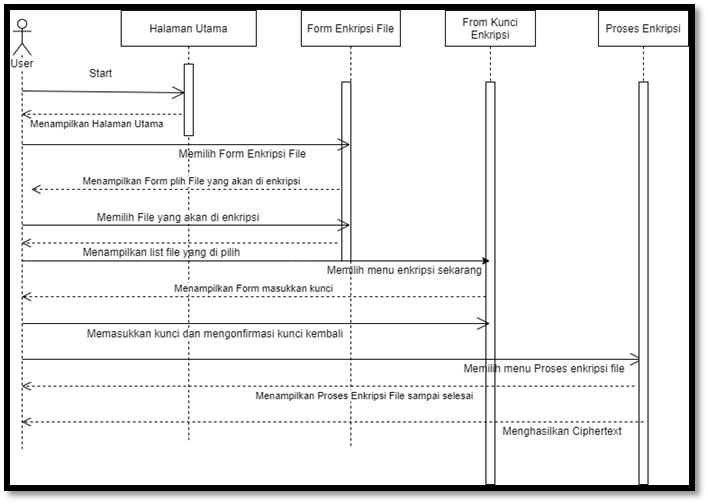 Halaman Utama
Form Enkripsi File
From Kunci
Enkripsi
Proses Enkripsi
User
Start
Menampilkan Halaman Utama
Memilih Form Enkripsi File
Menampilkan Form plih File yang akan di enkripsi
Memilih File yang akan di enkripsi
Menampilkan list file yang di pilih
Memilih menu enkripsi sekarang
Menampilkan Form masukkan kunci
Memasukkan kunci dan mengonfirmasi kunci kembali
Memilih menu Proses enkripsi file
Menampilkan Proses Enkripsi File sampai selesai
Menghasilkan Ciphertext